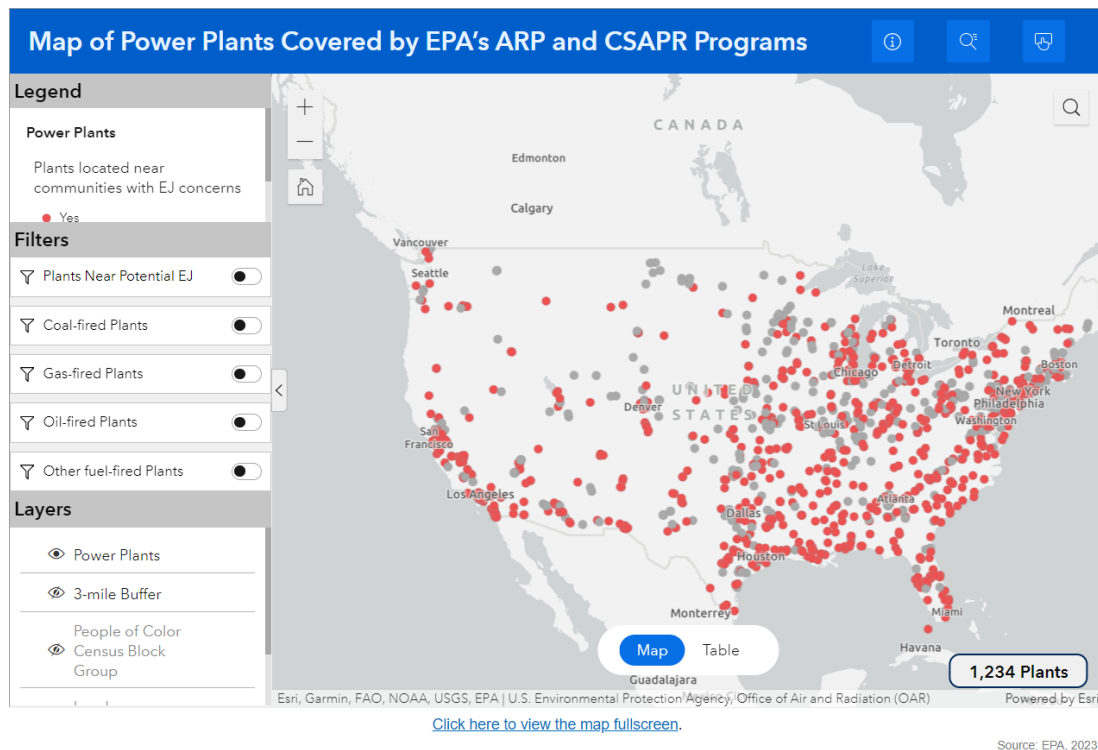 Map of Power Plants Covered by EPA's ARP and CSAPR Programs
Legend
Power Plants
Plants located near
communities with EJ concerns
Yes
Filters
Plants Near Potential EJ
Coal-fired Plants
Gas-fired Plants
Oil-fired Plants
Other fuel-fired Plants
Layers
Power Plants
3-mile Buffer
People of Color
Census Block
Group
CANADA
Edmonton
Calgary
Vancouver
Seattle
Lake
Superior
Montreal
Toronto
Boston
Detroit
Chicago
New York
Philadelphia
UNITED
STATES
Denver
St Louis
Washington
San
Francisco
Los Angeles
Atlanta
Dallas
Houston
Monterrey
Miami
Havana
Map
Table
1,234 Plants
Guadalajara
Mexico City
Esri, Garmin, FAO, NOAA, USGS, EPA | U.S. Environmental Protection Agency, Office of Air and Radiation (OAR)
Powered by Esri
Click here to view the map fullscreen.
Source: EPA, 2023